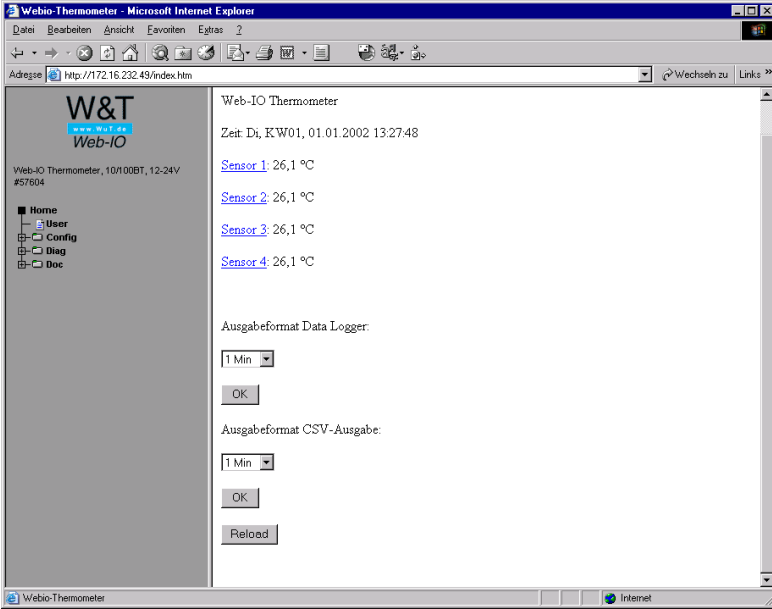 Webio-Thermometer - Microsoft Internet Explorer
Datei Bearbeiten Ansicht Favoriten Extras ?
Adresse http://172.16.232.49/index.htm Wechseln zu Links »
W&T
www.WuT.de
Web-IO
Web-IO Thermometer, 10/100BT, 12-24V
#57604
Home
User
Config
Diag
Doc
Web-IO Thermometer
Zeit: Di, KW01, 01.01.2002 13:27:48
Sensor 1: 26,1 °C
Sensor 2: 26,1 °C
Sensor 3: 26,1 °C
Sensor 4: 26,1 °C
Ausgabeformat Data Logger:
1 Min
OK
Ausgabeformat CSV-Ausgabe:
1 Min
OK
Reload
Webio-Thermometer Internet